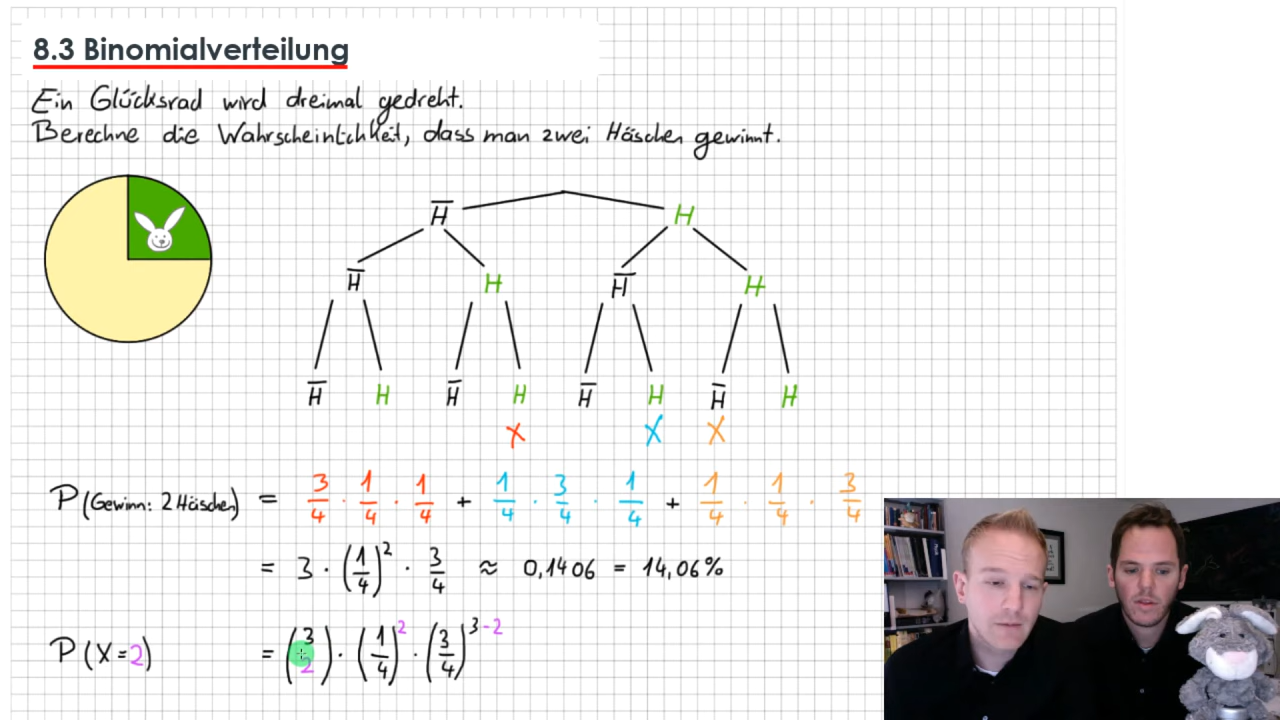 8.3 Binomialverteilung
Ein Glücksrad wird dreimal gedreht.
Berechne die Wahrscheinlichkeit, dass man zwei Häschen gewinnt.
H̅ H
H̅ H H̅ H
H̅ H H̅ H H̅ H H̅ H
X X X
P(Gewinn: 2 Häschen) = 3/4 · 1/4 · 1/4 + 1/4 · 3/4 · 1/4 + 1/4 · 1/4 · 3/4
= 3 · (1/4)² · 3/4 ≈ 0,1406 = 14,06%
P(X=2) = (3 2) · (1/4)² · (3/4)³⁻²